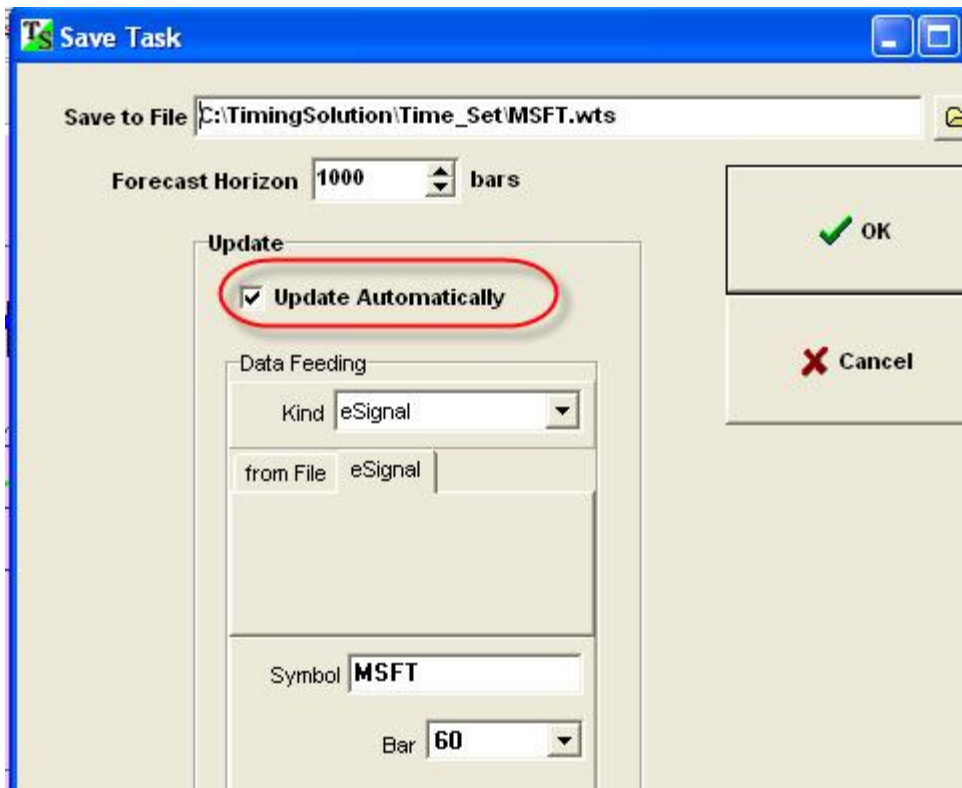 TS Save Task
Save to File C:\TimingSolution\Time_Set\MSFT.wts
Forecast Horizon 1000 bars
Update
OK
Update Automatically
Data Feeding
Cancel
Kind eSignal
from File eSignal
Symbol MSFT
Bar 60